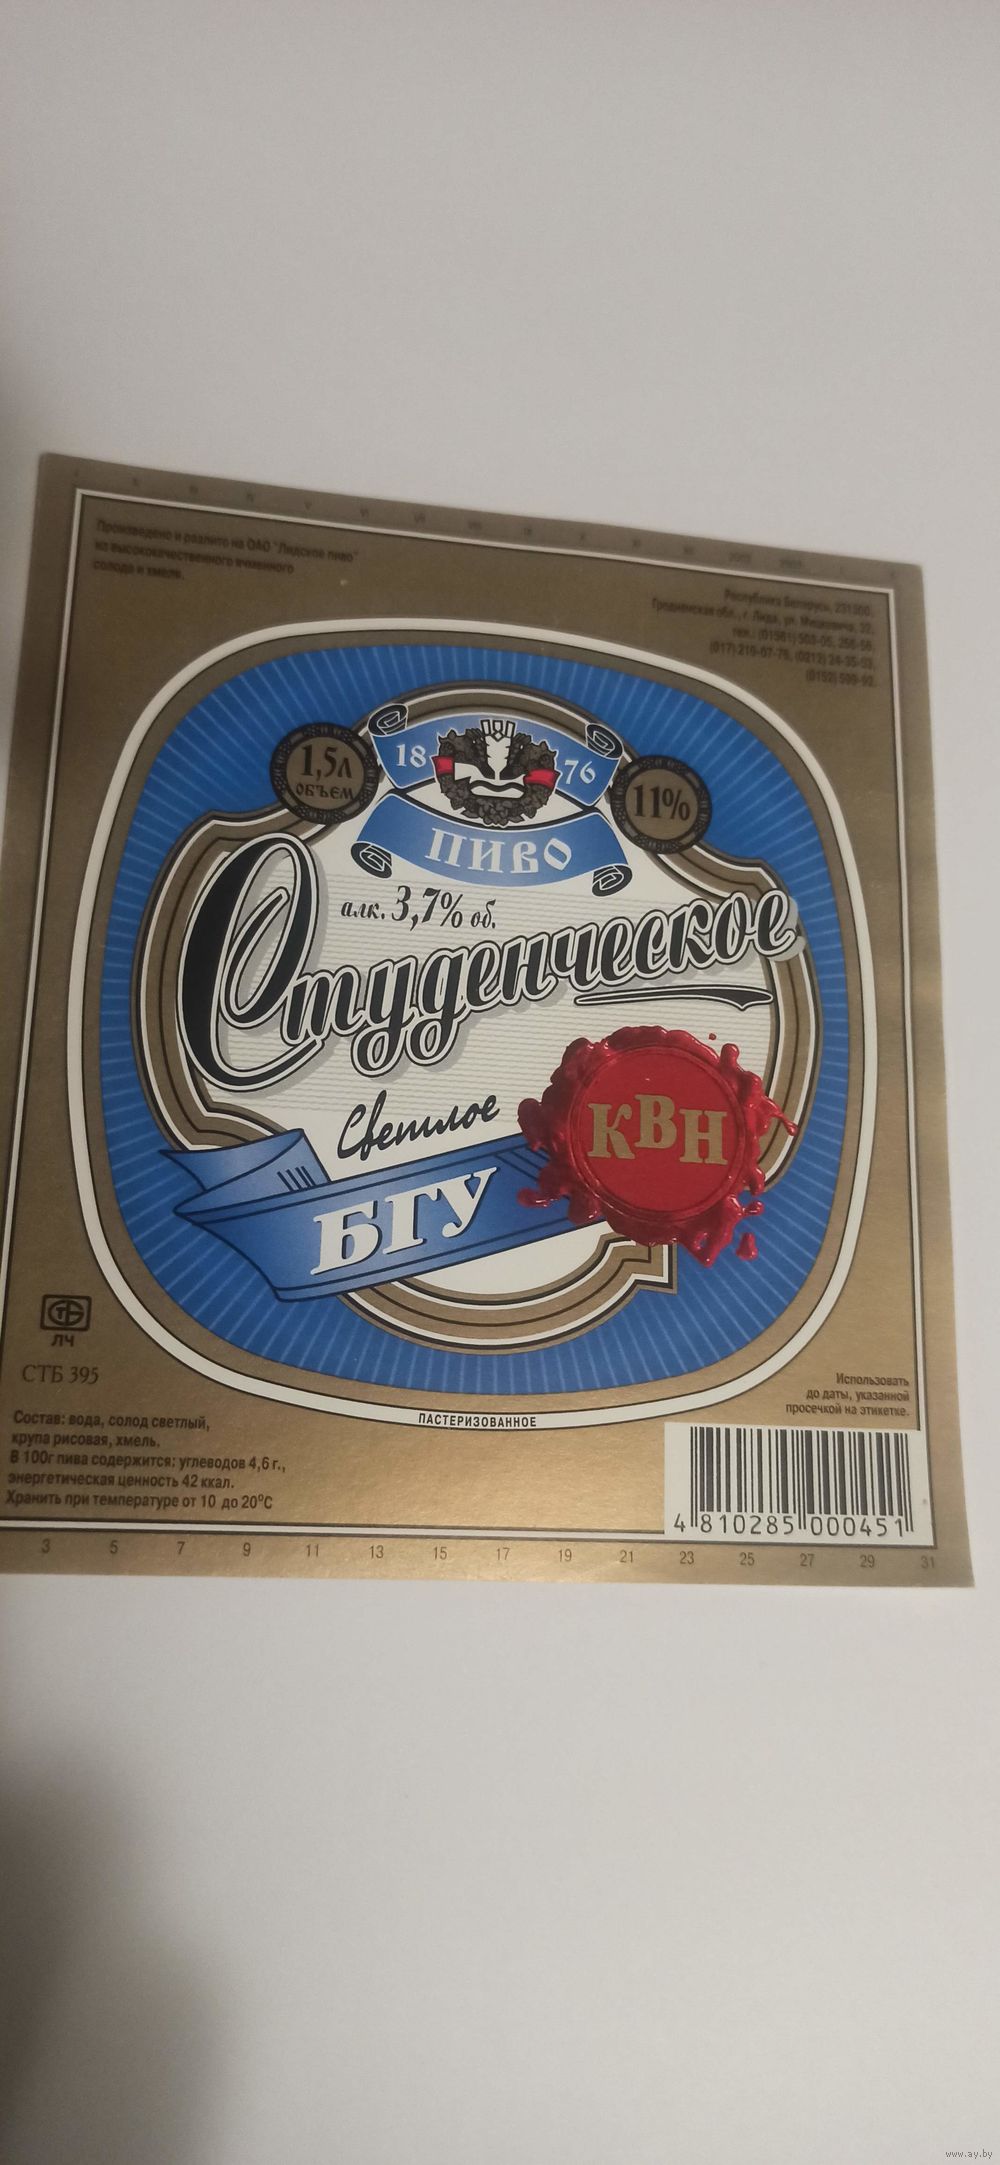 Произведено и разлито на ОАО "Лидское пиво"
из высококачественного ячменного
солода и хмеля.
Республика Беларусь, 231300,
Гродненская обл., г. Лида, ул. Мицкевича, 32,
1,5л
ОБЪЕМ
18 76
11%
ПИВО
алк. 3,7% об.
Студенческое
Светлое
КВН
БГУ
ЛЧ
СТБ 395
Состав: вода, солод светлый,
крупа рисовая, хмель.
В 100г пива содержится: углеводов 4,6 г.,
энергетическая ценность 42 ккал.
Хранить при температуре от 10 до 20°С
ПАСТЕРИЗОВАННОЕ
Использовать
до даты, указанной
просечкой на этикетке.
4 810285 000451
3 5 7 9 11 13 15 17 19 21 23 25 27 29 31
www.ay.by